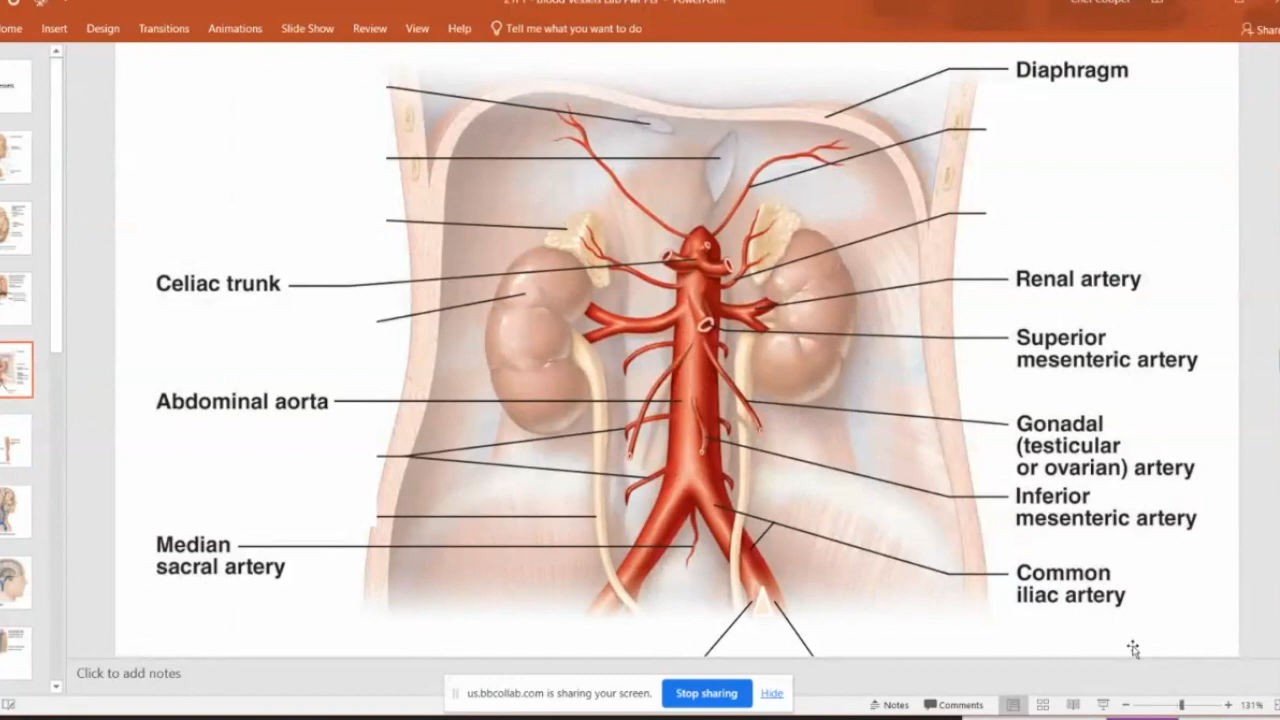 Insert Design Transitions Animations Slide Show Review View Help Tell me what you want to do
Diaphragm
Celiac trunk
Renal artery
Superior
mesenteric artery
Abdominal aorta
Gonadal
(testicular
or ovarian) artery
Inferior
mesenteric artery
Median
sacral artery
Common
iliac artery
Click to add notes
us.bbcollab.com is sharing your screen. Stop sharing Hide
Notes Comments 131%